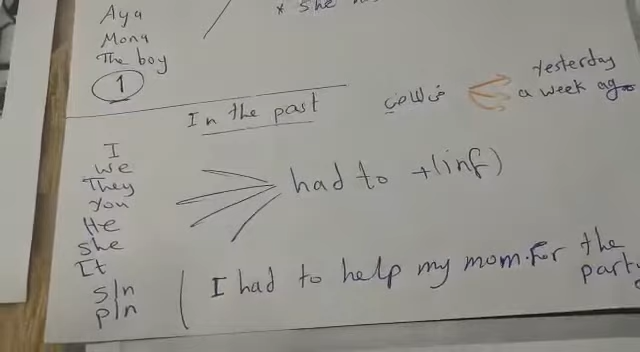 Aya
* She
Mona
The boy
1
In the past
في الماضي
Yesterday
a week ago
I
We
They
You
He
She
It
s|n
p|n
had to +(inf)
I had to help my mom. For the
party